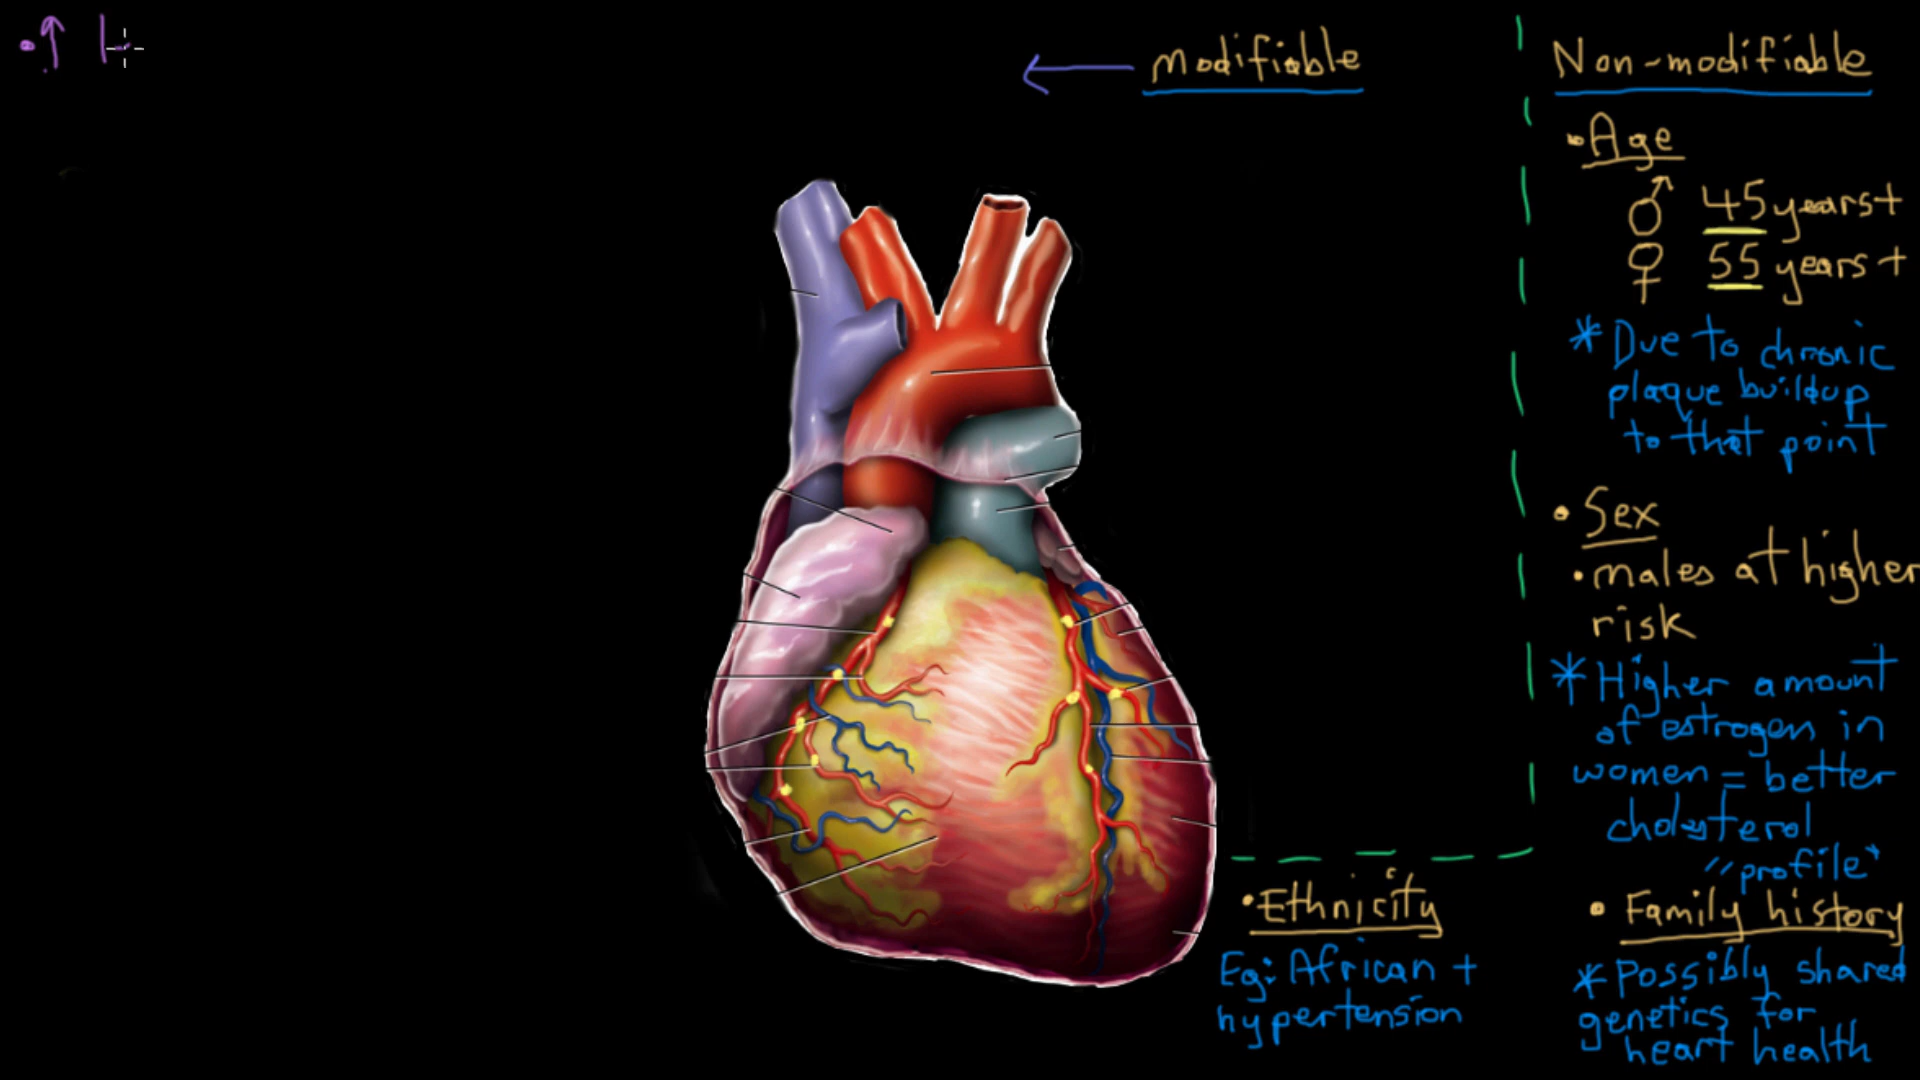 •↑
Modifiable
Non-modifiable
•Age
♂ 45 years+
♀ 55 years+
* Due to chronic
plaque buildup
to that point
• Sex
• males at higher
risk
* Higher amount
of estrogen in
women = better
cholesterol
"profile"
• Ethnicity
Eg: African +
hypertension
• Family history
* Possibly shared
genetics for
heart health